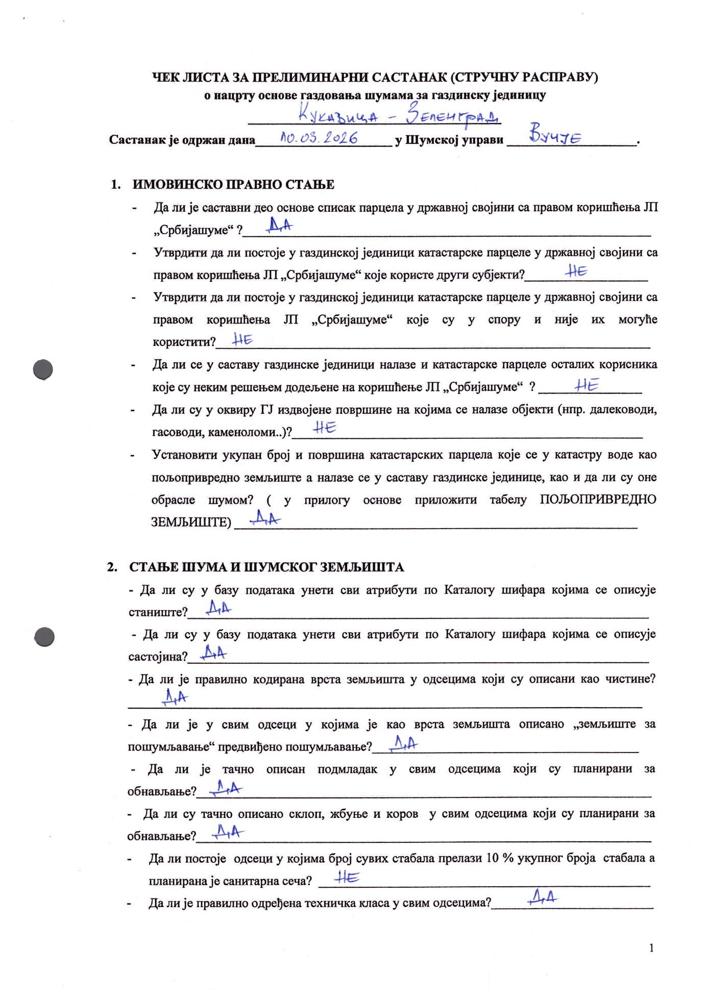 ЧЕК ЛИСТА ЗА ПРЕЛИМИНАРНИ САСТАНАК (СТРУЧНУ РАСПРАВУ)
о нацрту основе газдовања шумама за газдинску јединицу
Кукавица – Зеленград
Састанак је одржан дана 10.03.2026 у Шумској управи Вучје.
1. ИМОВИНСКО ПРАВНО СТАЊЕ
- Да ли је саставни део основе списак парцела у државној својини са правом коришћења ЈП
„Србијашуме“ ? ДА
- Утврдити да ли постоје у газдинској јединици катастарске парцеле у државној својини са
правом коришћења ЈП „Србијашуме“ које користе други субјекти? НЕ
- Утврдити да ли постоје у газдинској јединици катастарске парцеле у државној својини са
правом коришћења ЈП „Србијашуме“ које су у спору и није их могуће
користити? НЕ
- Да ли се у саставу газдинске јединици налазе и катастарске парцеле осталих корисника
које су неким решењем додељене на коришћење ЈП „Србијашуме“ ? НЕ
- Да ли су у оквиру ГЈ издвојене површине на којима се налазе објекти (нпр. далеководи,
гасоводи, каменоломи..)? НЕ
- Установити укупан број и површина катастарских парцела које се у катастру воде као
пољопривредно земљиште а налазе се у саставу газдинске јединице, као и да ли су оне
обрасле шумом? ( у прилогу основе приложити табелу ПОЉОПРИВРЕДНО
ЗЕМЉИШТЕ) ДА
2. СТАЊЕ ШУМА И ШУМСКОГ ЗЕМЉИШТА
- Да ли су у базу података унети сви атрибути по Каталогу шифара којима се описује
станиште? ДА
- Да ли су у базу података унети сви атрибути по Каталогу шифара којима се описује
састојина? ДА
- Да ли је правилно кодирана врста земљишта у одсецима који су описани као чистине?
ДА
- Да ли је у свим одсеци у којима је као врста земљишта описано „земљиште за
пошумљавање“ предвиђено пошумљавање? ДА
- Да ли је тачно описан подмладак у свим одсецима који су планирани за
обнављање? ДА
- Да ли су тачно описано склоп, жбуње и коров у свим одсецима који су планирани за
обнављање? ДА
- Да ли постоје одсеци у којима број сувих стабала прелази 10 % укупног броја стабала а
планирана је санитарна сеча? НЕ
- Да ли је правилно одређена техничка класа у свим одсецима? ДА
1